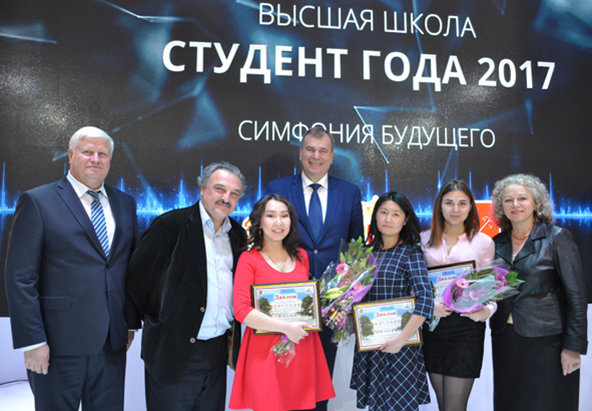 ВЫСШАЯ ШКОЛА
СТУДЕНТ ГОДА 2017
СИМФОНИЯ БУДУЩЕГО
Диплом
Диплом
Диплом